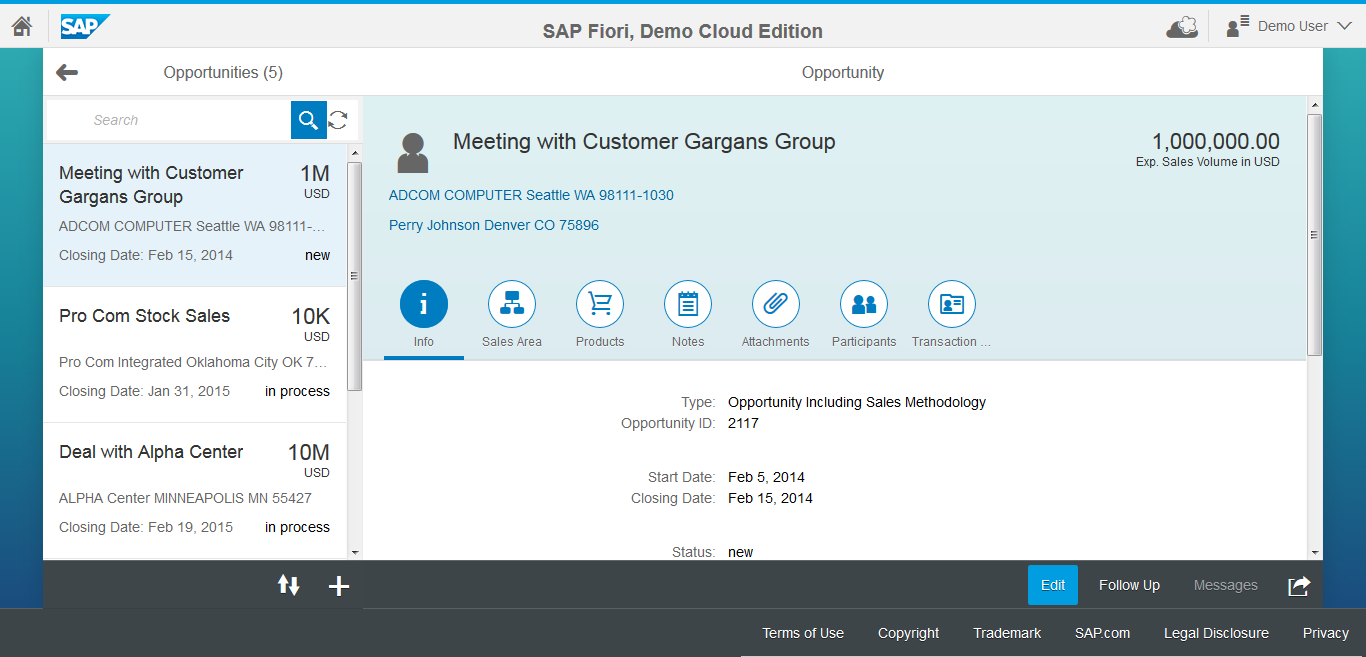 SAP
SAP Fiori, Demo Cloud Edition
Demo User
Opportunities (5)
Opportunity
Search
Meeting with Customer Gargans Group
1M
USD
ADCOM COMPUTER Seattle WA 98111-...
Closing Date: Feb 15, 2014
new
Pro Com Stock Sales
10K
USD
Pro Com Integrated Oklahoma City OK 7...
Closing Date: Jan 31, 2015
in process
Deal with Alpha Center
10M
USD
ALPHA Center MINNEAPOLIS MN 55427
Closing Date: Feb 19, 2015
in process
Meeting with Customer Gargans Group
1,000,000.00
Exp. Sales Volume in USD
ADCOM COMPUTER Seattle WA 98111-1030
Perry Johnson Denver CO 75896
Info
Sales Area
Products
Notes
Attachments
Participants
Transaction ...
Type: Opportunity Including Sales Methodology
Opportunity ID: 2117
Start Date: Feb 5, 2014
Closing Date: Feb 15, 2014
Status: new
Edit
Follow Up
Messages
Terms of Use
Copyright
Trademark
SAP.com
Legal Disclosure
Privacy